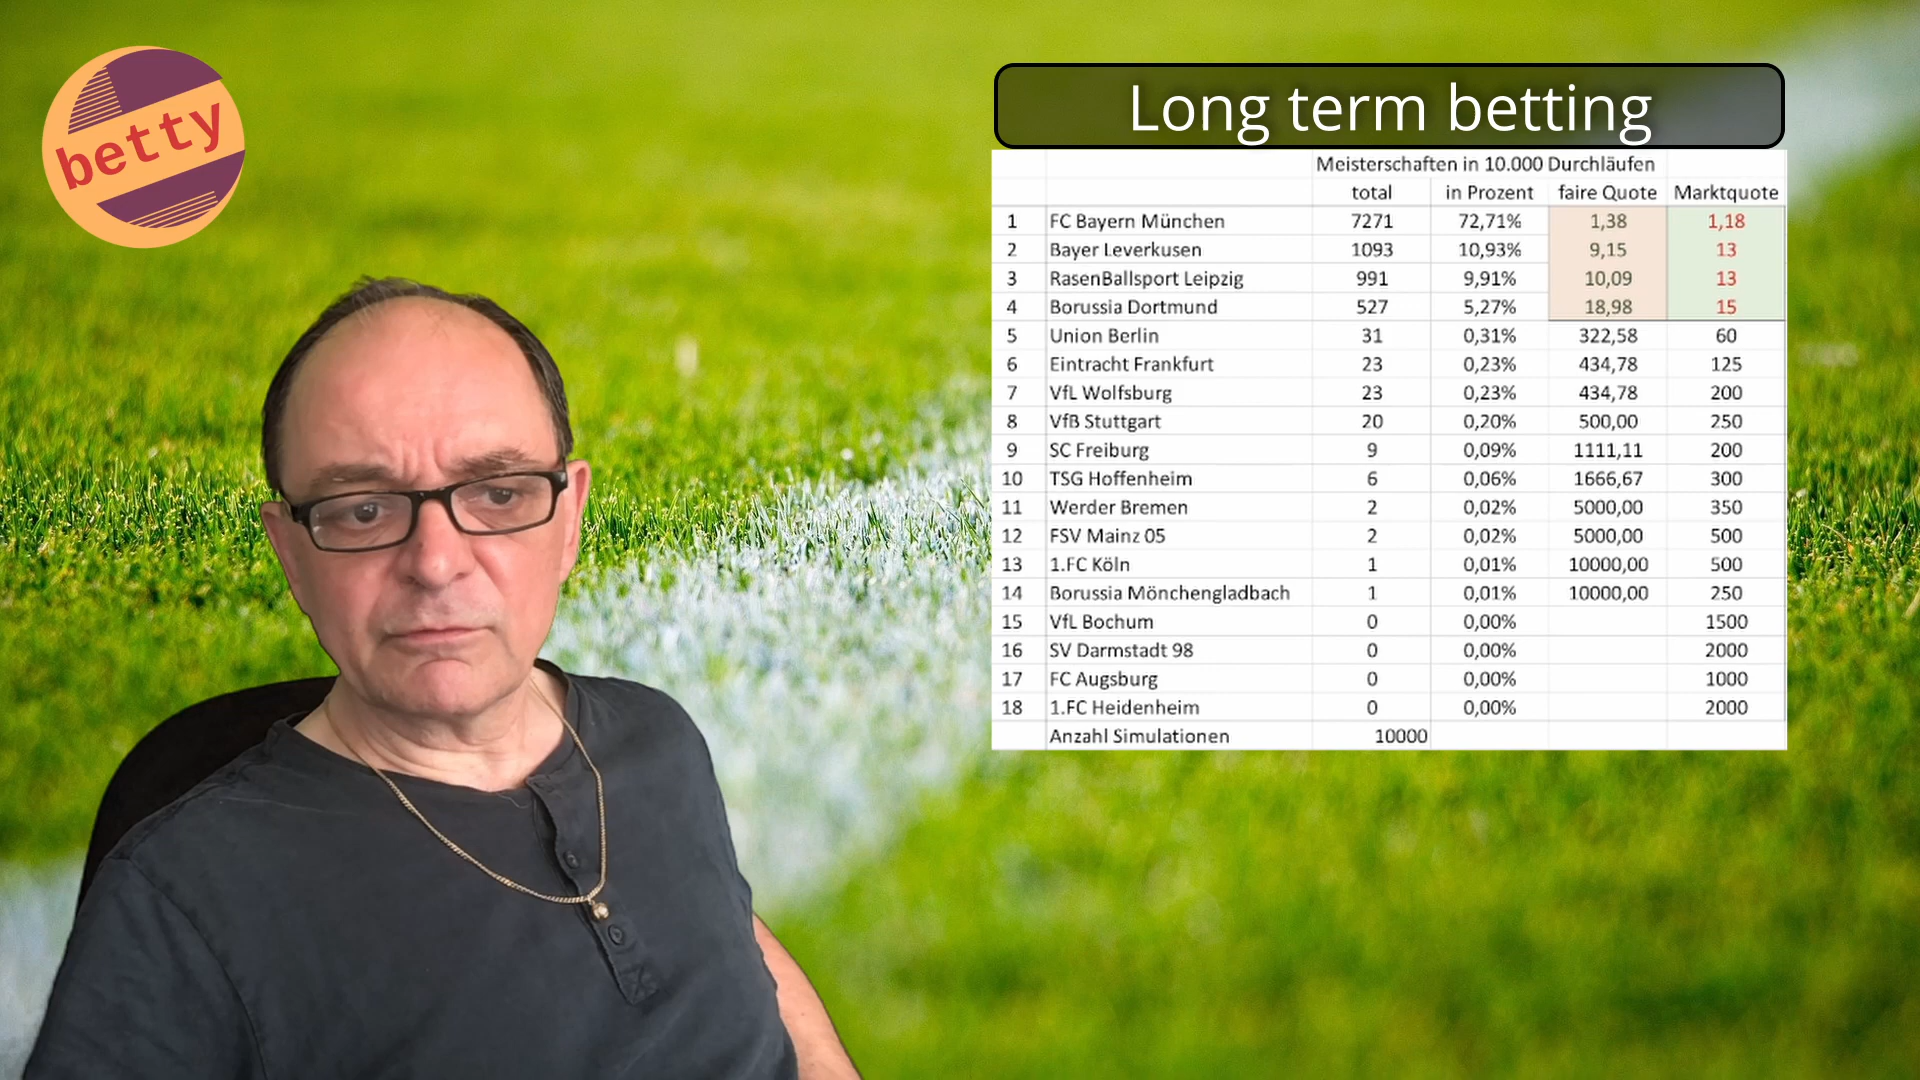 betty
Long term betting
Meisterschaften in 10.000 Durchläufen
total in Prozent faire Quote Marktquote
1 FC Bayern München 7271 72,71% 1,38 1,18
2 Bayer Leverkusen 1093 10,93% 9,15 13
3 RasenBallsport Leipzig 991 9,91% 10,09 13
4 Borussia Dortmund 527 5,27% 18,98 15
5 Union Berlin 31 0,31% 322,58 60
6 Eintracht Frankfurt 23 0,23% 434,78 125
7 VfL Wolfsburg 23 0,23% 434,78 200
8 VfB Stuttgart 20 0,20% 500,00 250
9 SC Freiburg 9 0,09% 1111,11 200
10 TSG Hoffenheim 6 0,06% 1666,67 300
11 Werder Bremen 2 0,02% 5000,00 350
12 FSV Mainz 05 2 0,02% 5000,00 500
13 1.FC Köln 1 0,01% 10000,00 500
14 Borussia Mönchengladbach 1 0,01% 10000,00 250
15 VfL Bochum 0 0,00% 1500
16 SV Darmstadt 98 0 0,00% 2000
17 FC Augsburg 0 0,00% 1000
18 1.FC Heidenheim 0 0,00% 2000
Anzahl Simulationen 10000